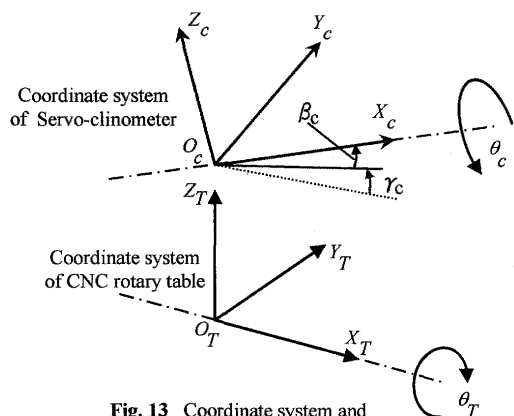 Z_c
Y_c
Coordinate system
of Servo-clinometer
β_c
X_c
O_c
θ_c
γ_c
Z_T
Coordinate system
of CNC rotary table
Y_T
O_T
X_T
θ_T
Fig. 13 Coordinate system and